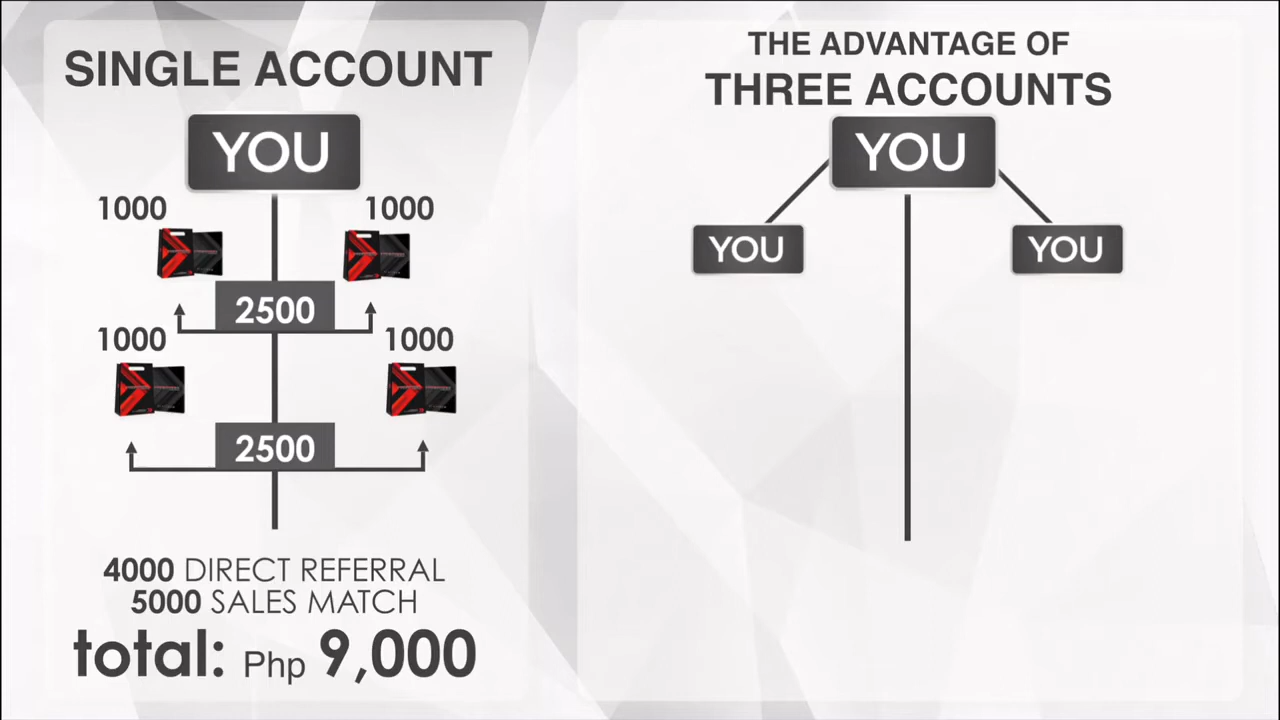 SINGLE ACCOUNT
YOU
1000 1000
2500
1000 1000
2500
4000 DIRECT REFERRAL
5000 SALES MATCH
total: Php 9,000
THE ADVANTAGE OF
THREE ACCOUNTS
YOU
YOU YOU